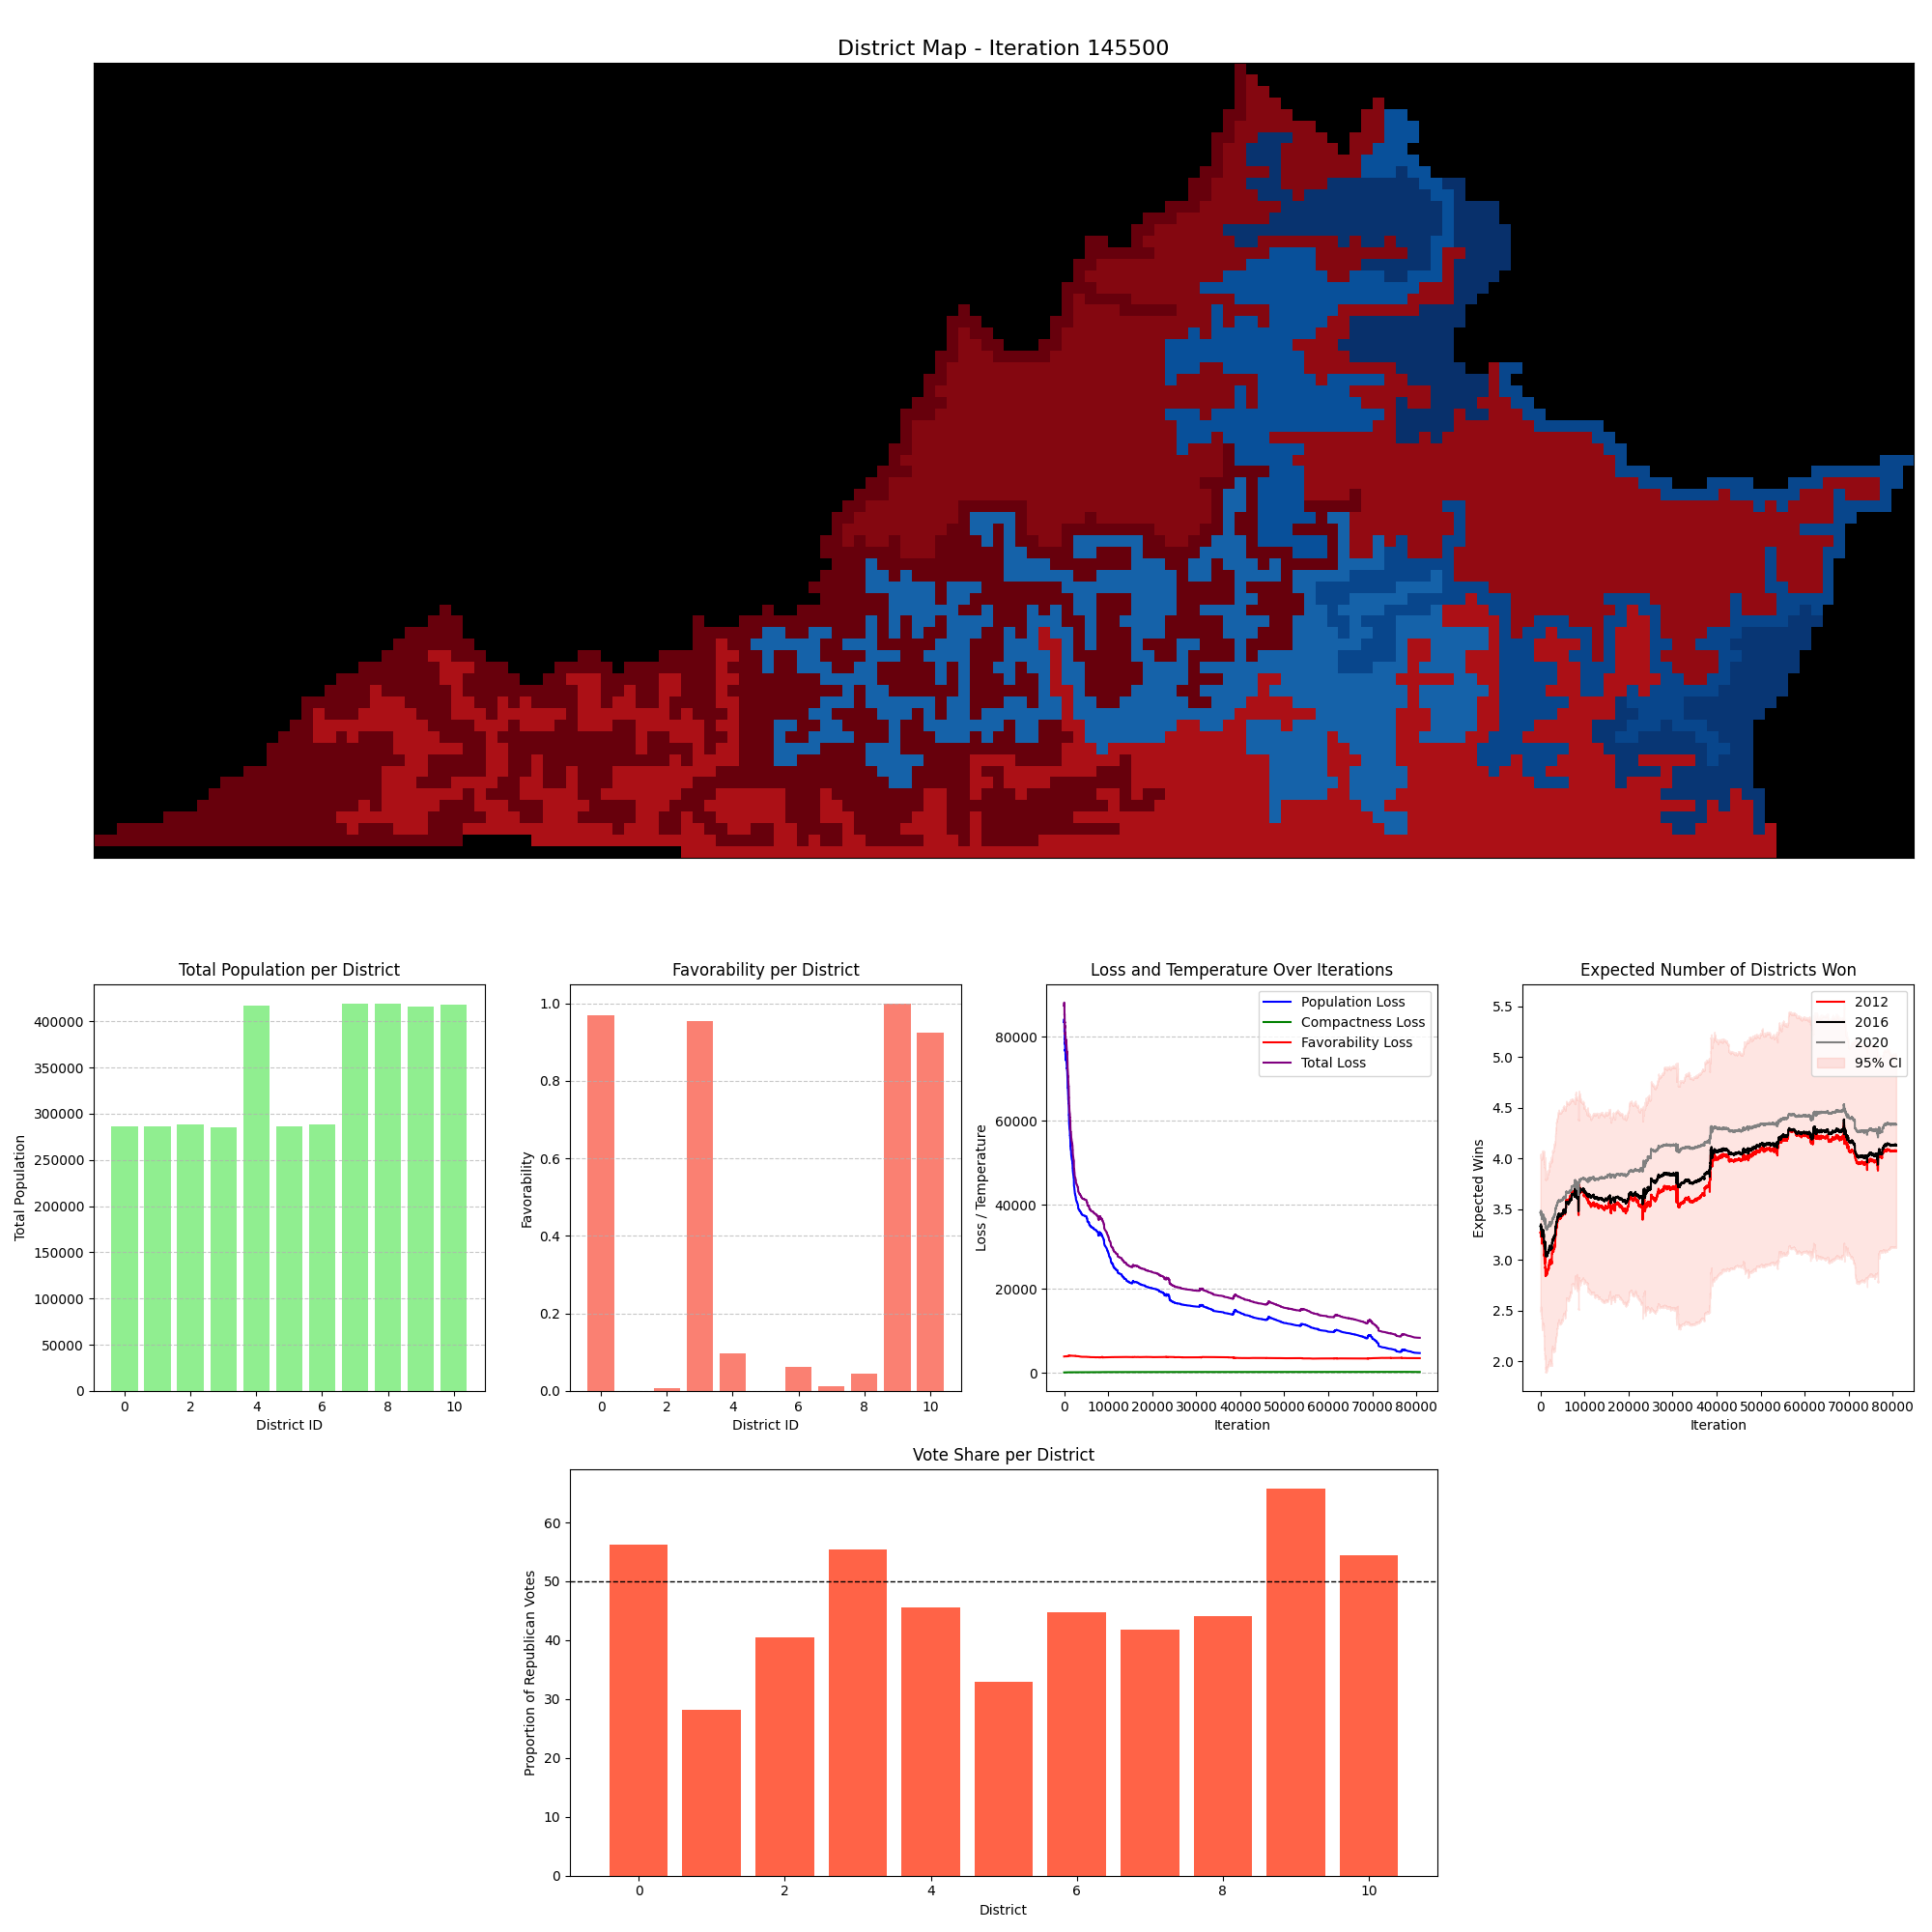 District Map - Iteration 145500
Total Population per District
Total Population
400000
350000
300000
250000
200000
150000
100000
50000
0
0 2 4 6 8 10
District ID
Favorability per District
Favorability
1.0
0.8
0.6
0.4
0.2
0.0
0 2 4 6 8 10
District ID
Loss and Temperature Over Iterations
Loss / Temperature
80000
60000
40000
20000
0
Population Loss
Compactness Loss
Favorability Loss
Total Loss
0 10000 20000 30000 40000 50000 60000 70000 80000
Iteration
Expected Number of Districts Won
Expected Wins
5.5
5.0
4.5
4.0
3.5
3.0
2.5
2.0
2012
2016
2020
95% CI
0 10000 20000 30000 40000 50000 60000 70000 80000
Iteration
Vote Share per District
Proportion of Republican Votes
60
50
40
30
20
10
0
0 2 4 6 8 10
District